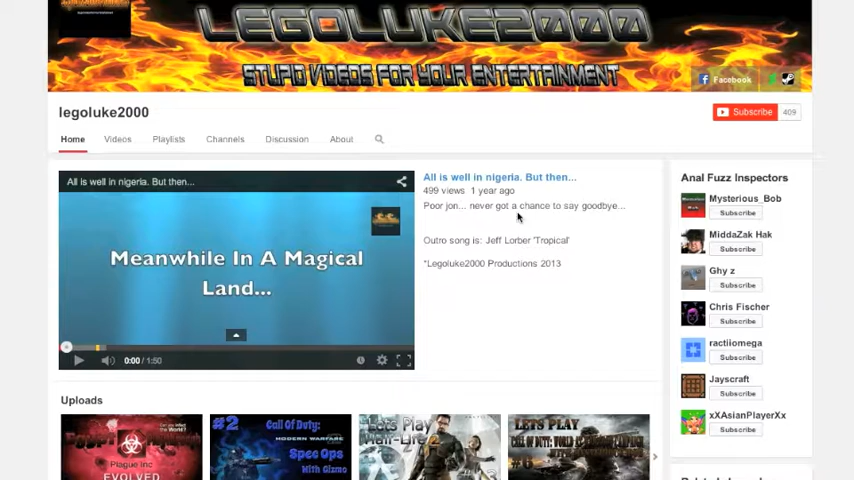 LEGOLUKE2000
STUPID VIDEOS FOR YOUR ENTERTAINMENT
Facebook
legoluke2000
Subscribe 409
Home Videos Playlists Channels Discussion About
All is well in nigeria. But then...
Meanwhile In A Magical
Land...
0:00 / 1:50
All is well in nigeria. But then...
499 views 1 year ago
Poor jon... never got a chance to say goodbye...
Outro song is: Jeff Lorber 'Tropical'
*Legoluke2000 Productions 2013
Anal Fuzz Inspectors
Mysterious_Bob
Subscribe
MiddaZak Hak
Subscribe
Ghy z
Subscribe
Chris Fischer
Subscribe
ractiiomega
Subscribe
Jayscraft
Subscribe
xXAsianPlayerXx
Subscribe
Uploads
Plague Inc
EVOLVED
#2 Call Of Duty:
MODERN WARFARE
Spec Ops
With Gizmo
Lets Play
Half-Life 2
LETS PLAY